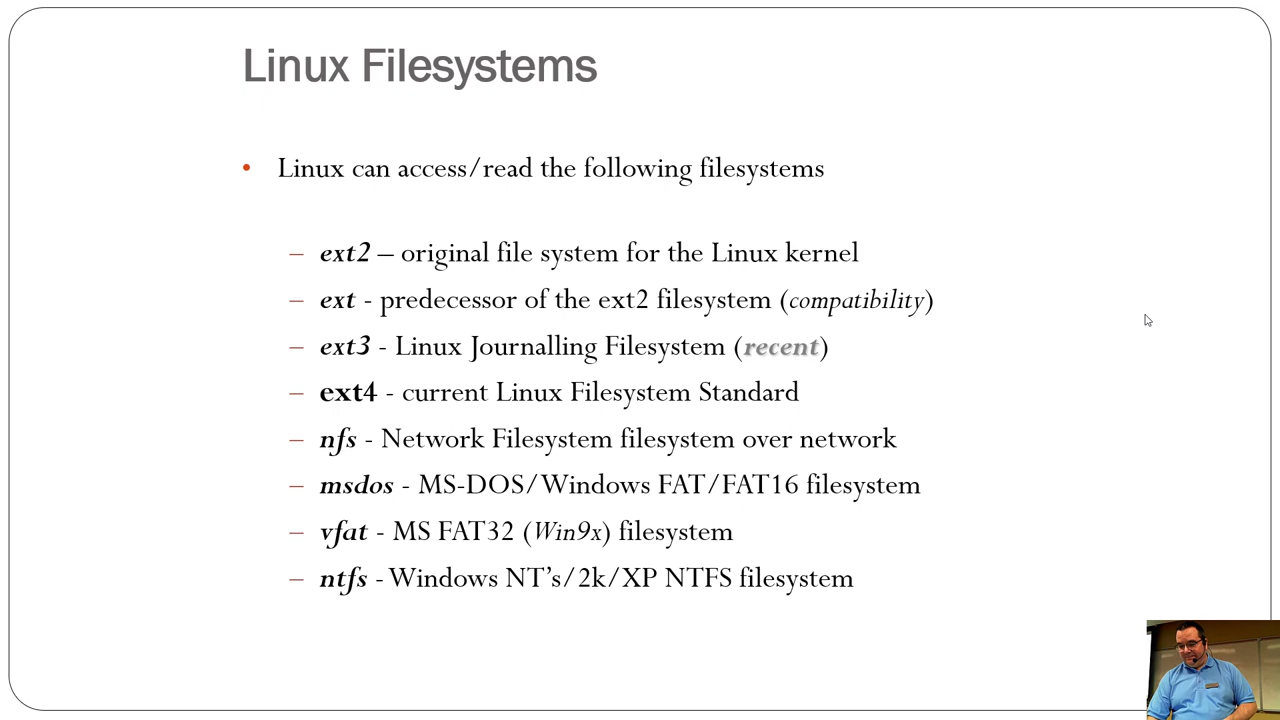 Linux Filesystems
• Linux can access/read the following filesystems
– ext2 – original file system for the Linux kernel
– ext - predecessor of the ext2 filesystem (compatibility)
– ext3 - Linux Journalling Filesystem (recent)
– ext4 - current Linux Filesystem Standard
– nfs - Network Filesystem filesystem over network
– msdos - MS-DOS/Windows FAT/FAT16 filesystem
– vfat - MS FAT32 (Win9x) filesystem
– ntfs - Windows NT’s/2k/XP NTFS filesystem